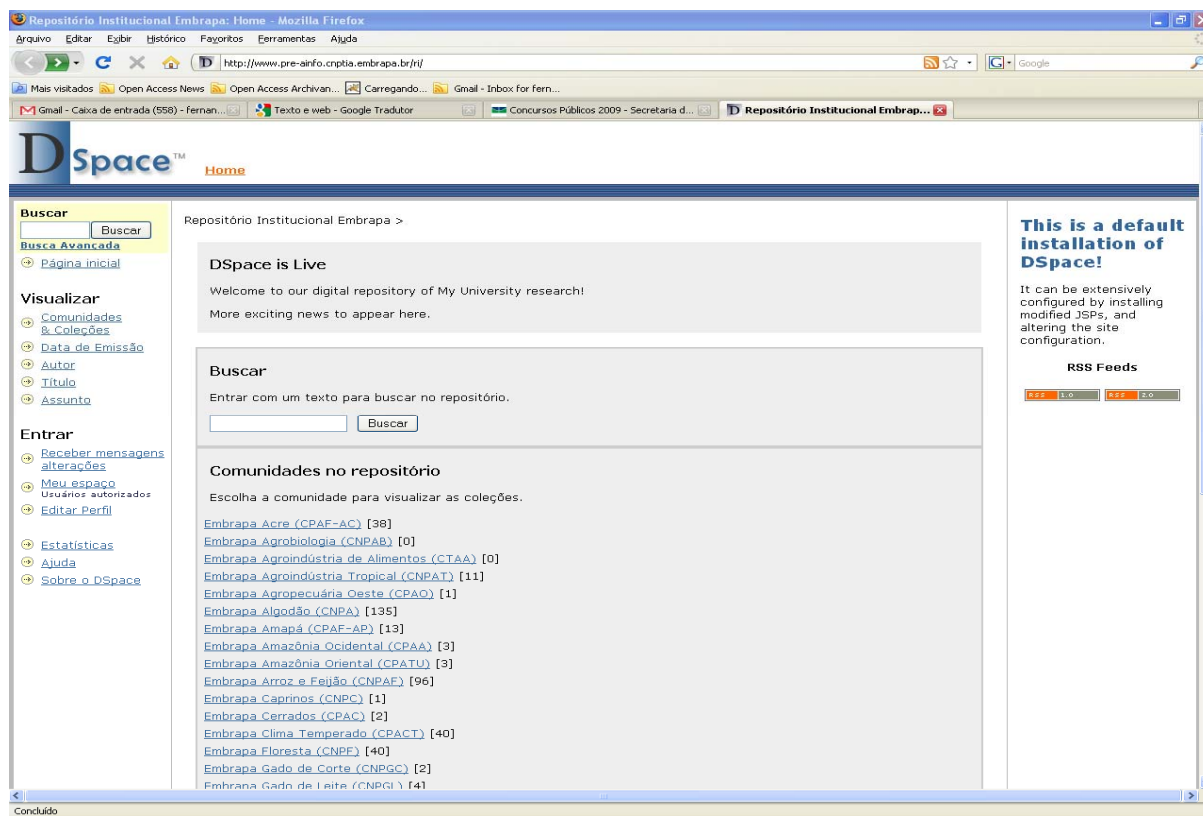 Repositório Institucional Embrapa: Home - Mozilla Firefox
Arquivo Editar Exibir Histórico Favoritos Ferramentas Ajuda
D http://www.pre-ainfo.cnptia.embrapa.br/ri/ G Google
Mais visitados Open Access News Open Access Archivan... Carregando... Gmail - Inbox for fern...
Gmail - Caixa de entrada (558) - fernan... Texto e web - Google Tradutor Concursos Públicos 2009 - Secretaria d... D Repositório Institucional Embrap...
DSpace™ Home
Buscar
Buscar
Busca Avançada
Página inicial
Visualizar
Comunidades
& Coleções
Data de Emissão
Autor
Título
Assunto
Entrar
Receber mensagens
alterações
Meu espaço
Usuários autorizados
Editar Perfil
Estatísticas
Ajuda
Sobre o DSpace
Repositório Institucional Embrapa >
DSpace is Live
Welcome to our digital repository of My University research!
More exciting news to appear here.
Buscar
Entrar com um texto para buscar no repositório.
Buscar
Comunidades no repositório
Escolha a comunidade para visualizar as coleções.
Embrapa Acre (CPAF-AC) [38]
Embrapa Agrobiologia (CNPAB) [0]
Embrapa Agroindústria de Alimentos (CTAA) [0]
Embrapa Agroindústria Tropical (CNPAT) [11]
Embrapa Agropecuária Oeste (CPAO) [1]
Embrapa Algodão (CNPA) [135]
Embrapa Amapá (CPAF-AP) [13]
Embrapa Amazônia Ocidental (CPAA) [3]
Embrapa Amazônia Oriental (CPATU) [3]
Embrapa Arroz e Feijão (CNPAF) [96]
Embrapa Caprinos (CNPC) [1]
Embrapa Cerrados (CPAC) [2]
Embrapa Clima Temperado (CPACT) [40]
Embrapa Floresta (CNPF) [40]
Embrapa Gado de Corte (CNPGC) [2]
Embrapa Gado de Leite (CNPGL) [4]
This is a default
installation of
DSpace!
It can be extensively
configured by installing
modified JSPs, and
altering the site
configuration.
RSS Feeds
RSS 1.0 RSS 2.0
Concluído